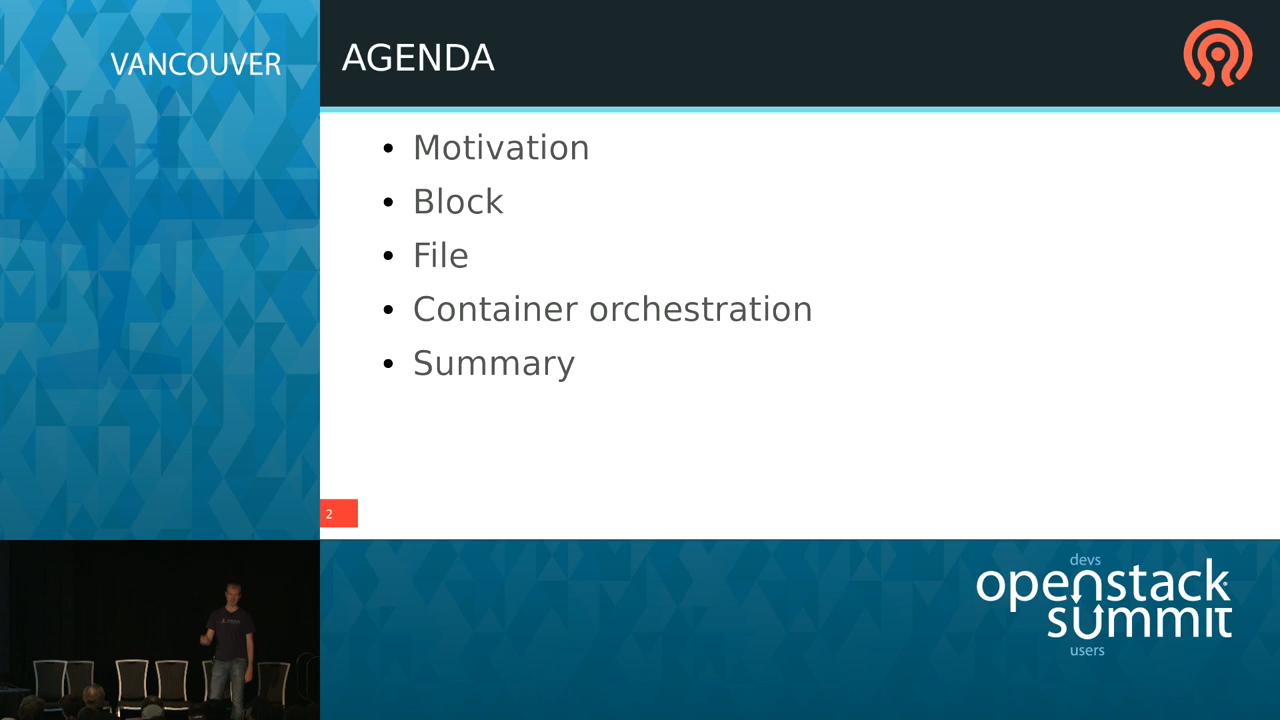 VANCOUVER
AGENDA
• Motivation
• Block
• File
• Container orchestration
• Summary
2
devs
openstack
summit
users